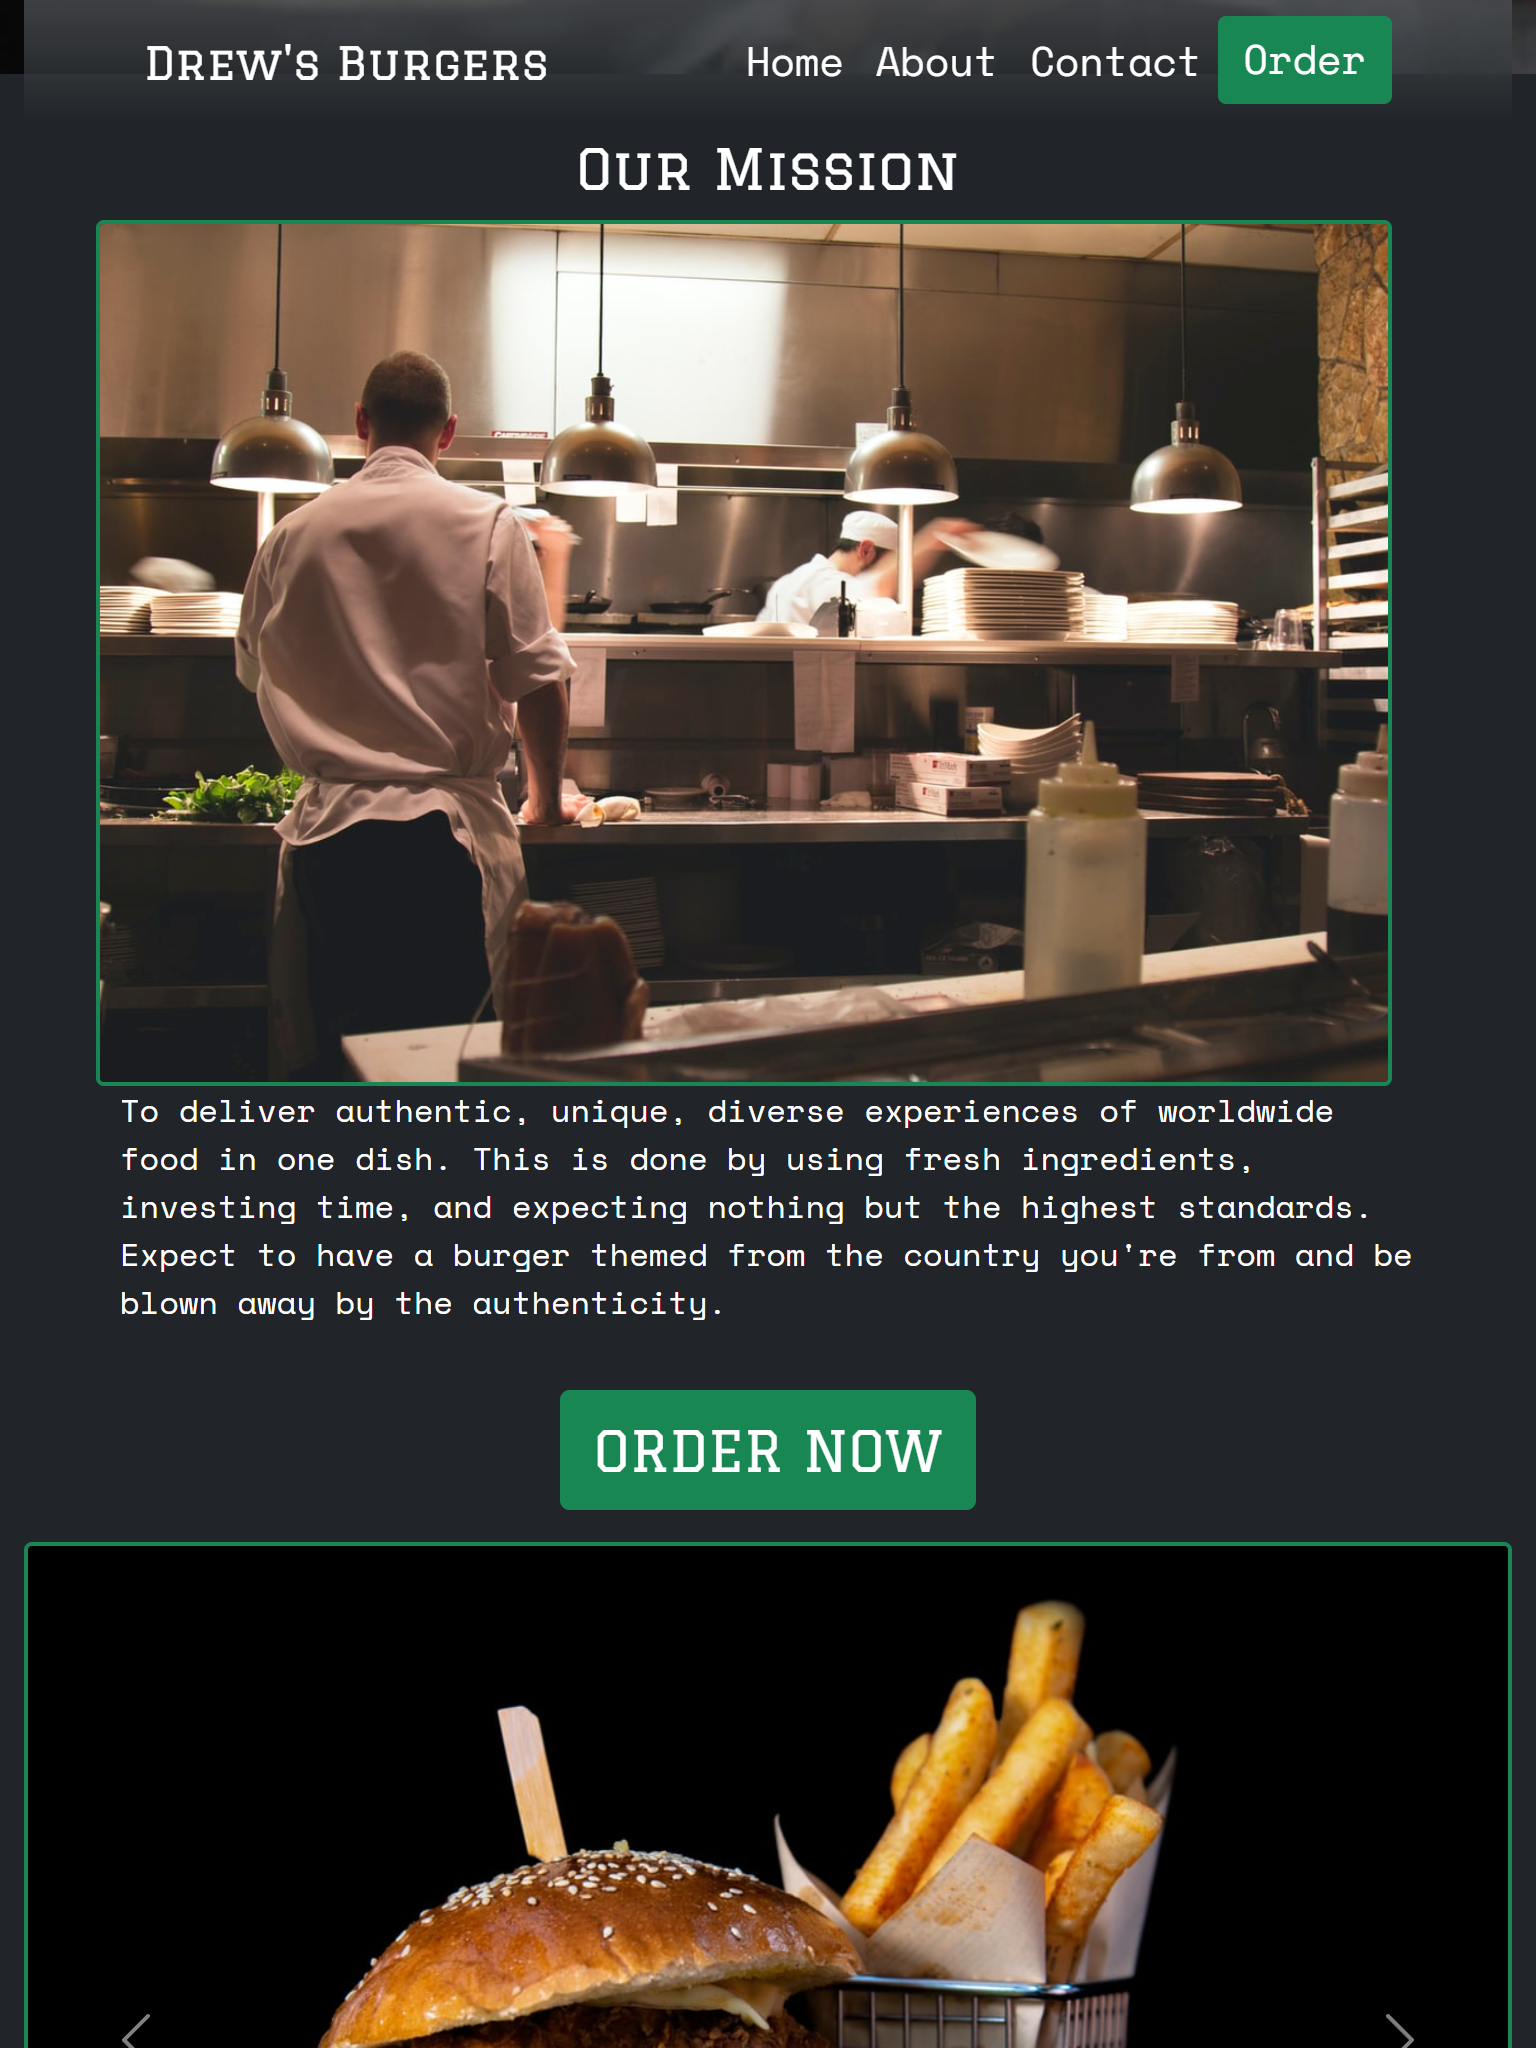 Drew's Burgers
Home About Contact Order
Our Mission
To deliver authentic, unique, diverse experiences of worldwide
food in one dish. This is done by using fresh ingredients,
investing time, and expecting nothing but the highest standards.
Expect to have a burger themed from the country you're from and be
blown away by the authenticity.
ORDER NOW